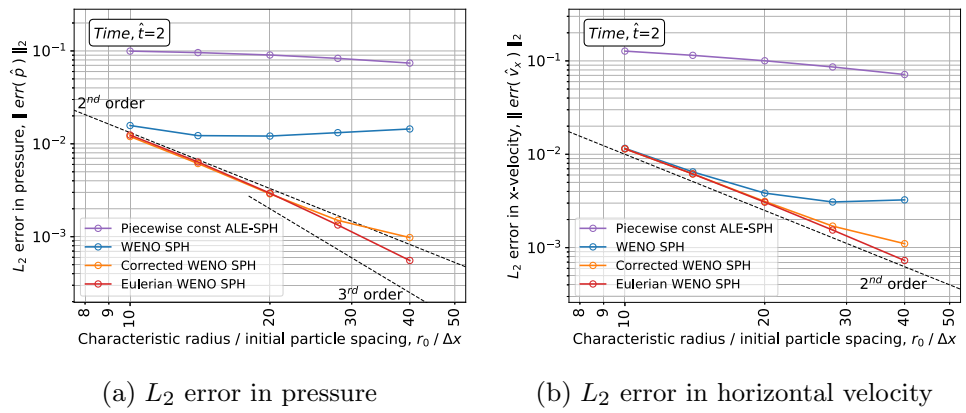 Time, t̂=2
L₂ error in pressure, ‖ err( p̂ ) ‖₂
10⁻¹
10⁻²
10⁻³
2ⁿᵈ order
3ʳᵈ order
Piecewise const ALE-SPH
WENO SPH
Corrected WENO SPH
Eulerian WENO SPH
8 9 10 20 30 40 50
Characteristic radius / initial particle spacing, r₀ / Δx
(a) L₂ error in pressure
Time, t̂=2
L₂ error in x-velocity, ‖ err( v̂ₓ ) ‖₂
10⁻¹
10⁻²
10⁻³
2ⁿᵈ order
Piecewise const ALE-SPH
WENO SPH
Corrected WENO SPH
Eulerian WENO SPH
8 9 10 20 30 40 50
Characteristic radius / initial particle spacing, r₀ / Δx
(b) L₂ error in horizontal velocity